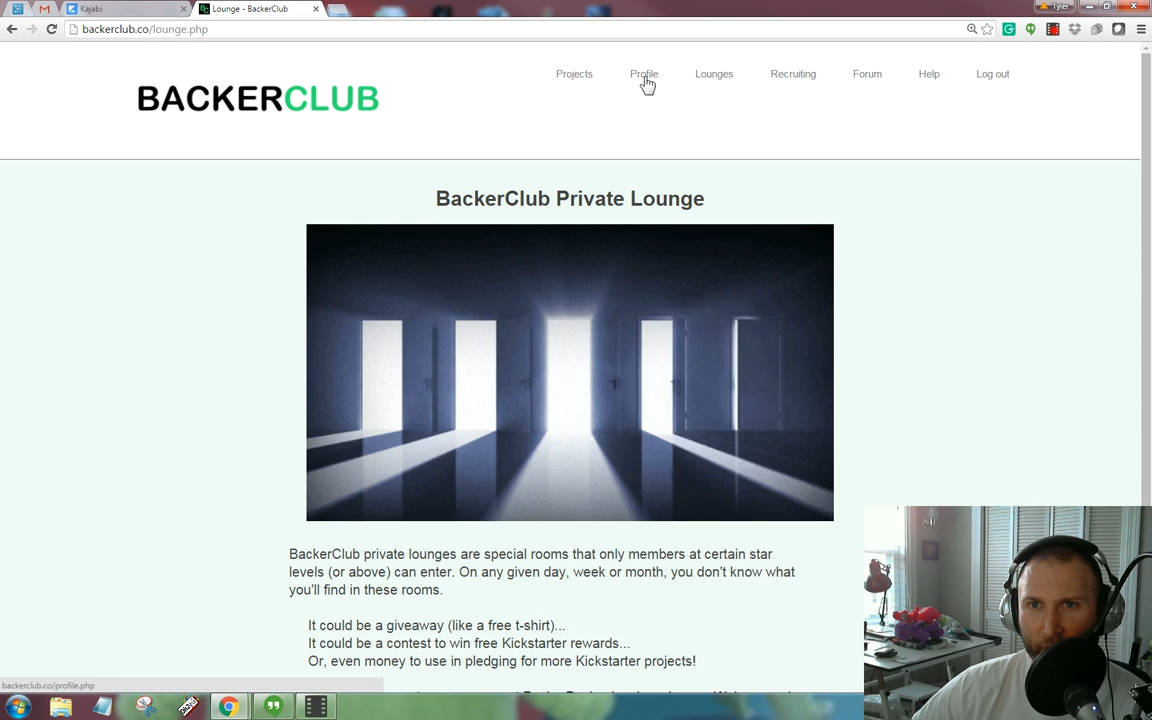 Kajabi
Lounge - BackerClub
Tyler
backerclub.co/lounge.php
Projects
Profile
Lounges
Recruiting
Forum
Help
Log out
BACKERCLUB
BackerClub Private Lounge
BackerClub private lounges are special rooms that only members at certain star
levels (or above) can enter. On any given day, week or month, you don't know what
you'll find in these rooms.
It could be a giveaway (like a free t-shirt)...
It could be a contest to win free Kickstarter rewards...
Or, even money to use in pledging for more Kickstarter projects!
backerclub.co/profile.php